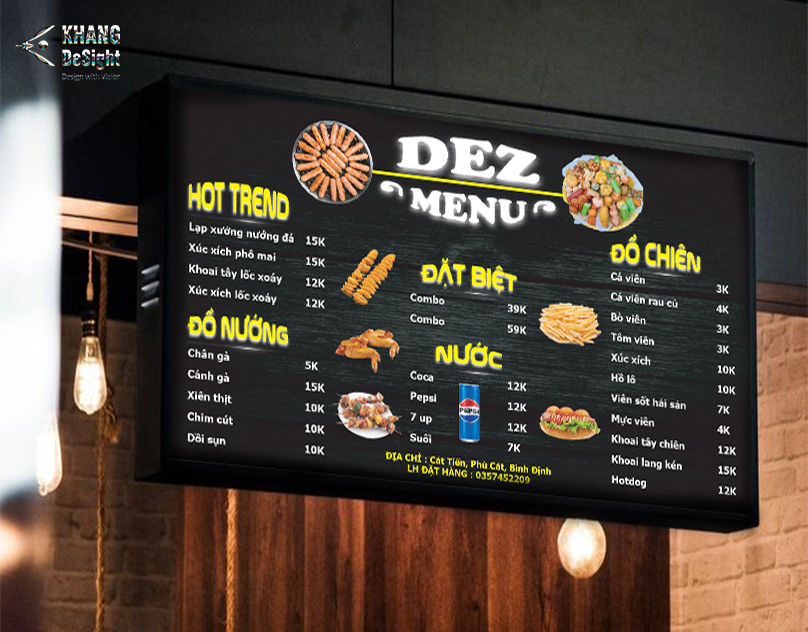 KHANG
DeSight
Design with Vision
DEZ
MENU
HOT TREND
Lạp xưởng nướng đá 15K
Xúc xích phô mai 15K
Khoai tây lốc xoáy 12K
Xúc xích lốc xoáy 12K
ĐỒ NƯỚNG
Chân gà 5K
Cánh gà 15K
Xiên thịt 10K
Chim cút 10K
Dồi sụn 10K
ĐẶT BIỆT
Combo 39K
Combo 59K
NƯỚC
Coca 12K
Pepsi 12K
7 up 12K
Suối 7K
PEPSI
ĐỒ CHIÊN
Cá viên 3K
Cá viên rau củ 4K
Bò viên 3K
Tôm viên 3K
Xúc xích 10K
Hồ lô 10K
Viên sốt hải sản 7K
Mực viên 4K
Khoai tây chiên 12K
Khoai lang kén 15K
Hotdog 12K
ĐỊA CHỈ : Cát Tiến, Phù Cát, Bình Định
LH ĐẶT HÀNG : 0357452209